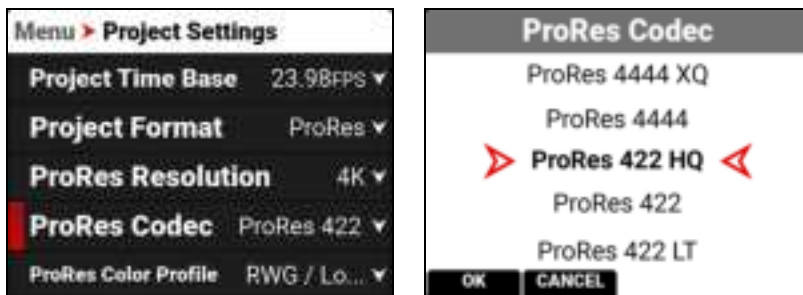 Menu > Project Settings
Project Time Base 23.98FPS
Project Format ProRes
ProRes Resolution 4K
ProRes Codec ProRes 422
ProRes Color Profile RWG / Lo...
ProRes Codec
ProRes 4444 XQ
ProRes 4444
ProRes 422 HQ
ProRes 422
ProRes 422 LT
OK CANCEL